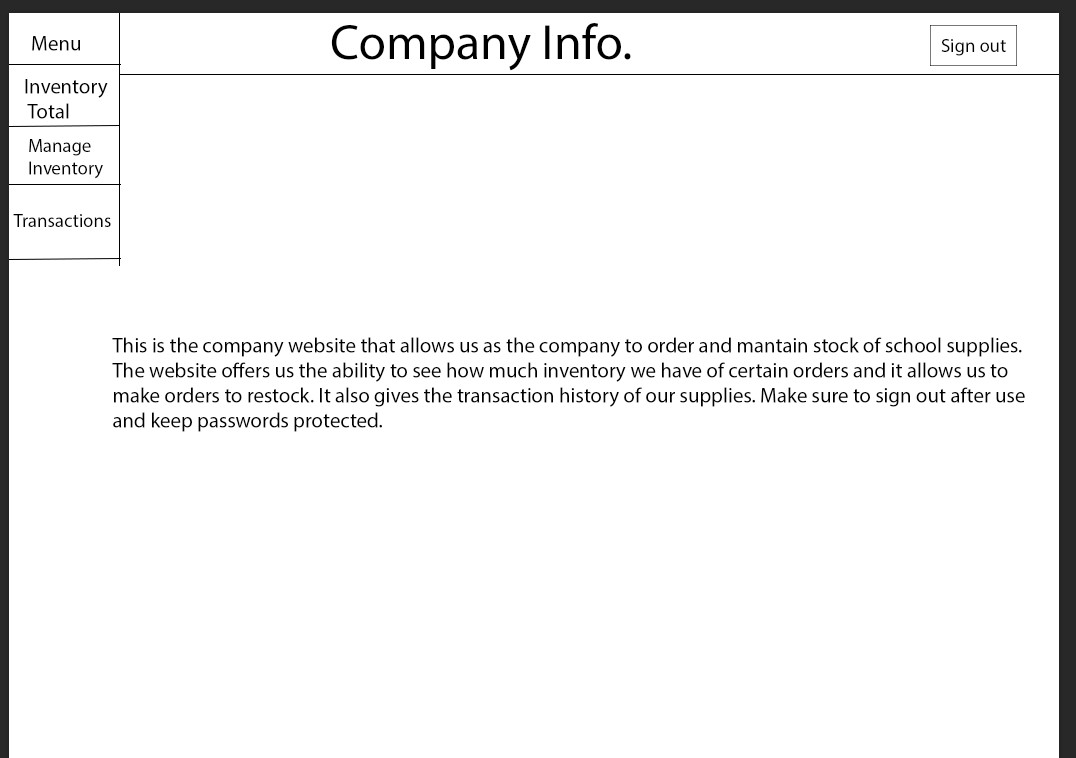 Menu
Company Info.
Sign out
Inventory
Total
Manage
Inventory
Transactions
This is the company website that allows us as the company to order and mantain stock of school supplies.
The website offers us the ability to see how much inventory we have of certain orders and it allows us to
make orders to restock. It also gives the transaction history of our supplies. Make sure to sign out after use
and keep passwords protected.